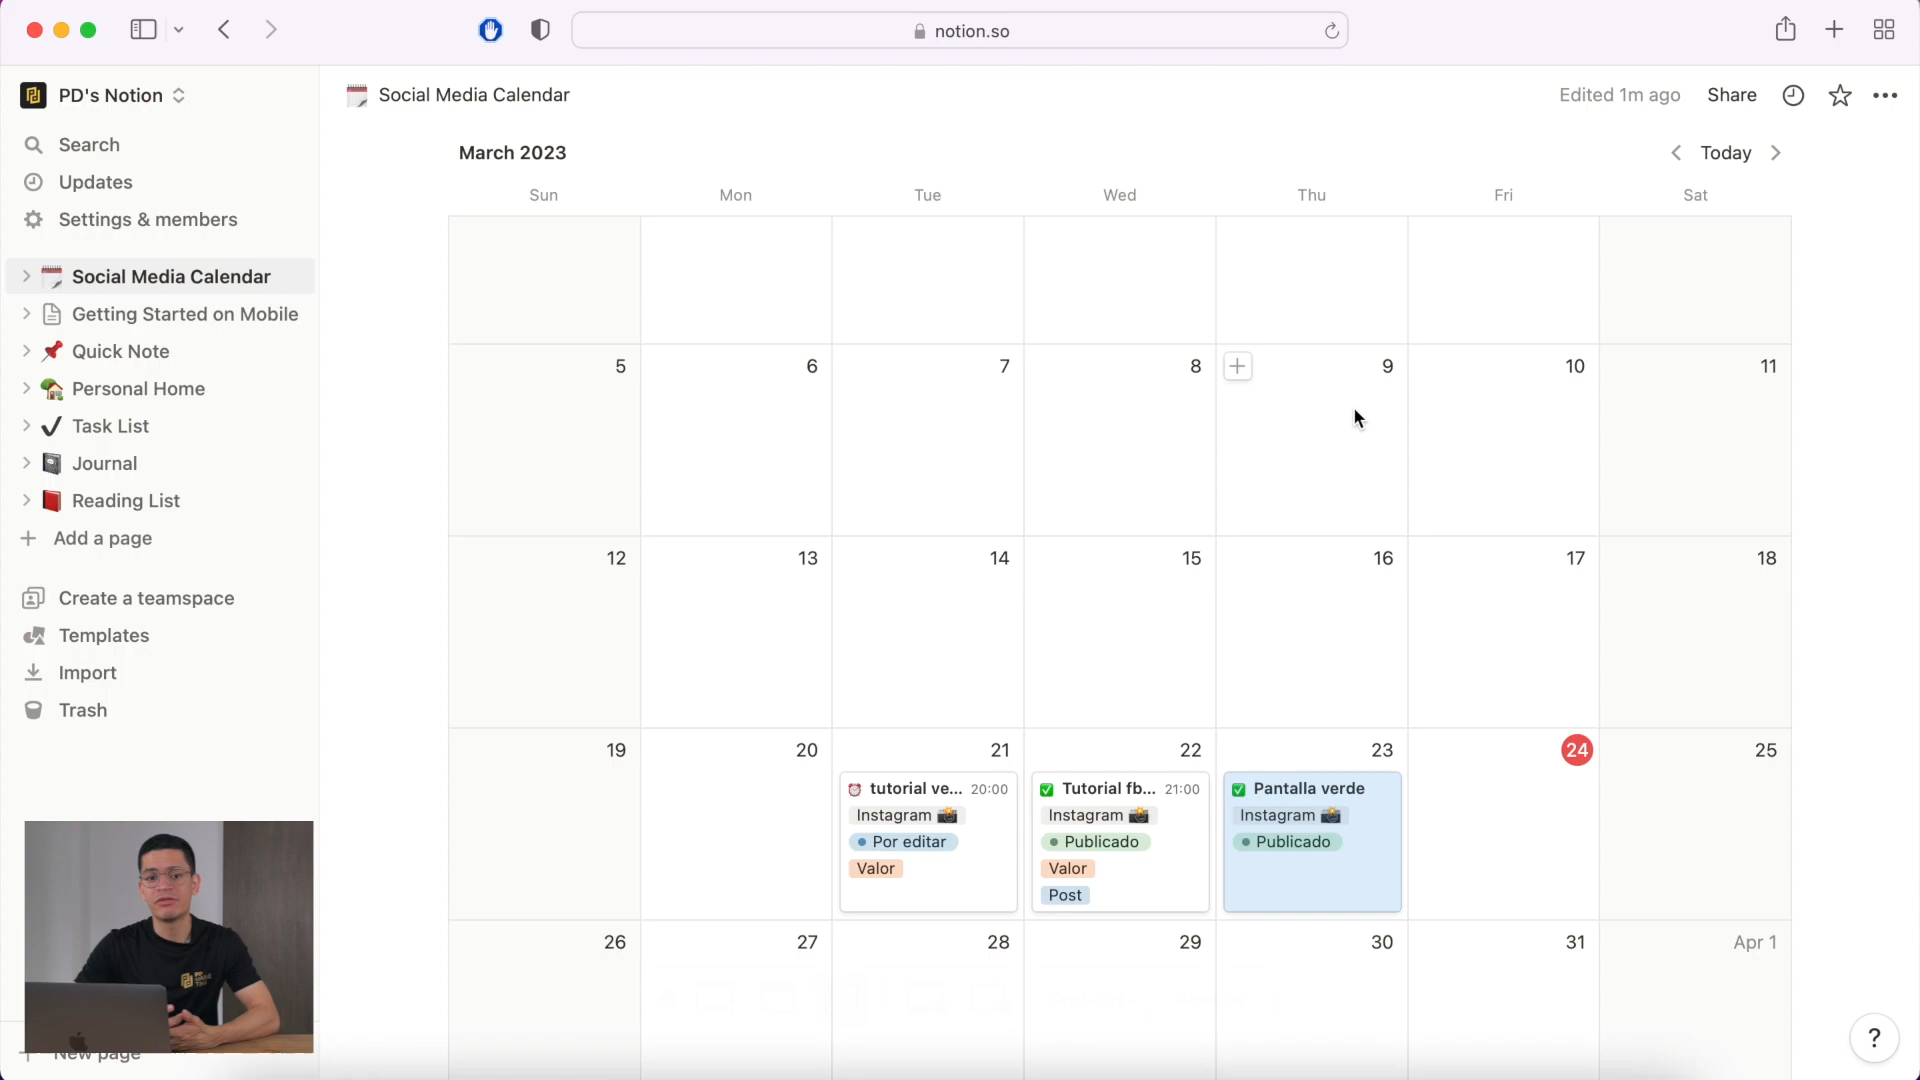 notion.so
PD's Notion
Social Media Calendar
Edited 1m ago
Share
Search
Updates
Settings & members
Social Media Calendar
Getting Started on Mobile
Quick Note
Personal Home
Task List
Journal
Reading List
Add a page
Create a teamspace
Templates
Import
Trash
New page
March 2023
Today
Sun Mon Tue Wed Thu Fri Sat
5 6 7 8 9 10 11
12 13 14 15 16 17 18
19 20 21 22 23 24 25
tutorial ve... 20:00
Instagram
Por editar
Valor
Tutorial fb... 21:00
Instagram
Publicado
Valor
Post
Pantalla verde
Instagram
Publicado
26 27 28 29 30 31 Apr 1
?